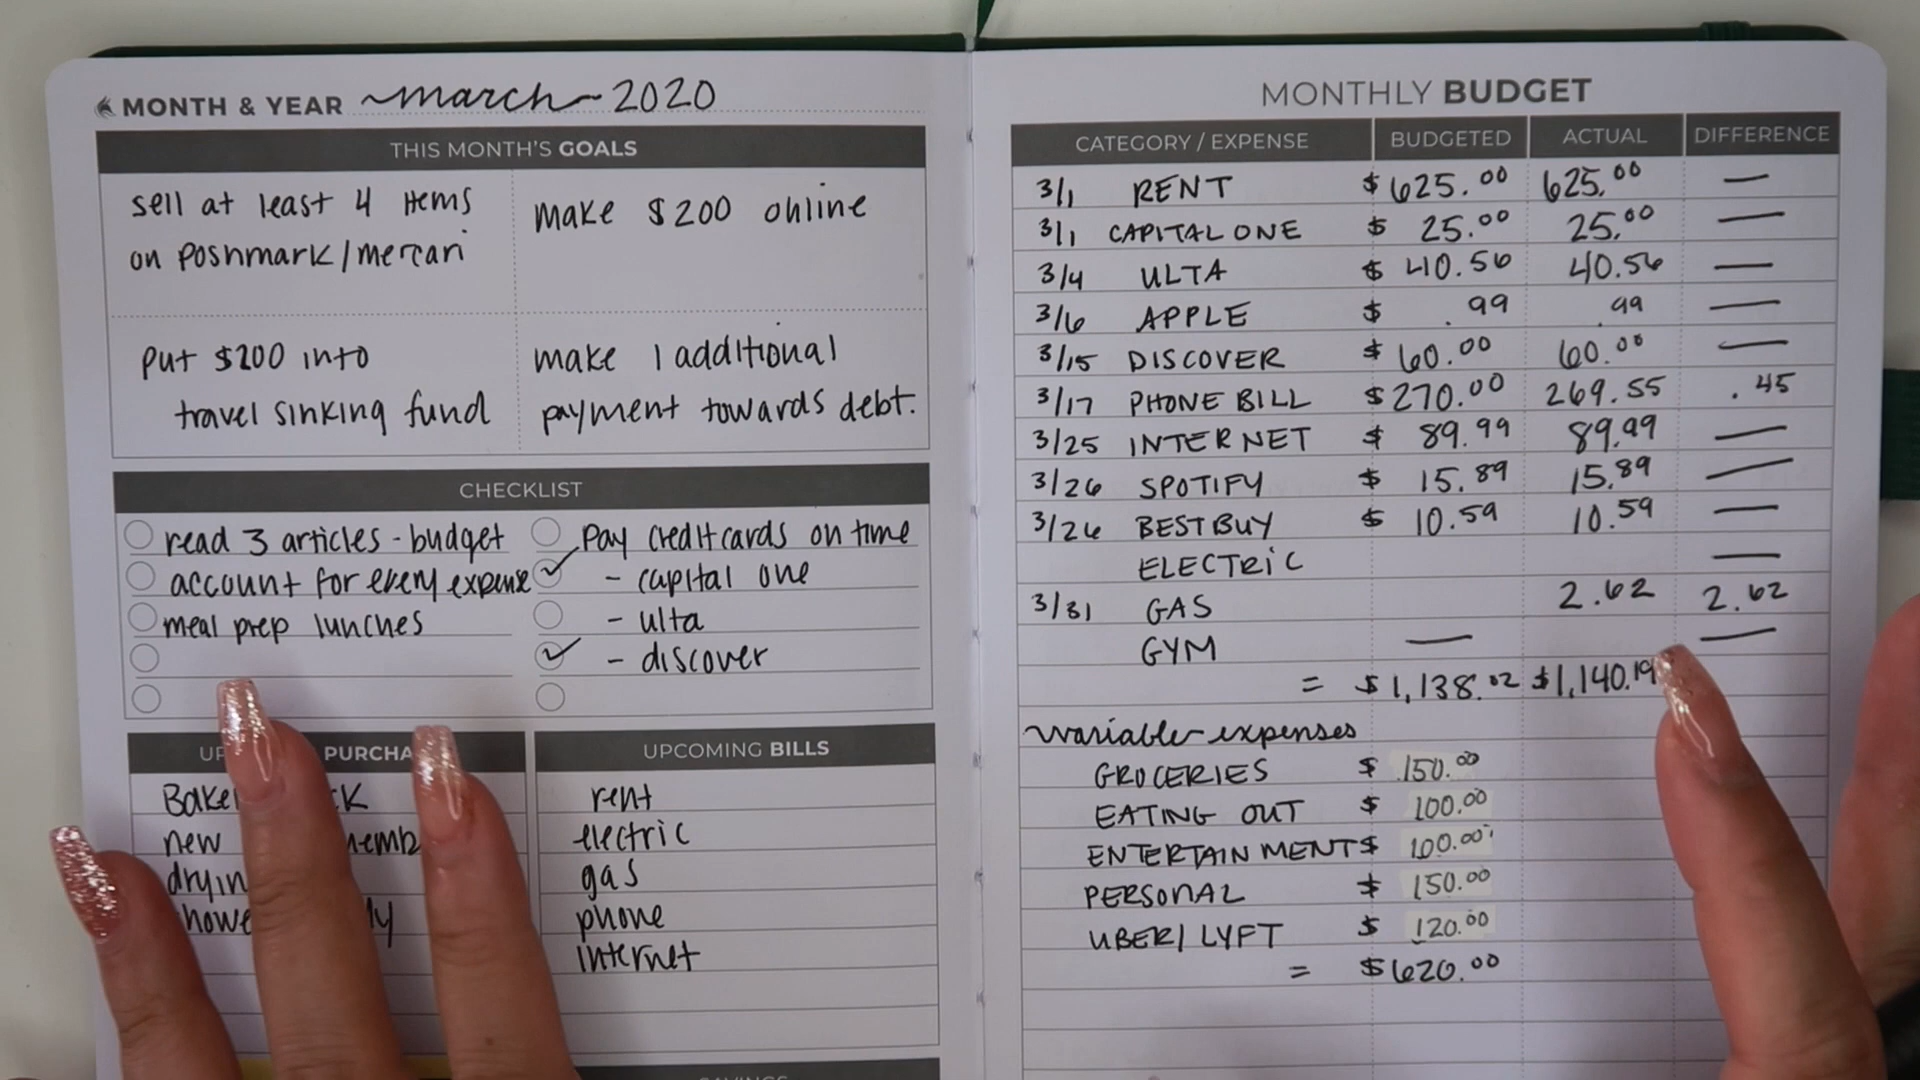 MONTH & YEAR march 2020
THIS MONTH'S GOALS
sell at least 4 items
on poshmark/mercari
make $200 online
put $200 into
travel sinking fund
make 1 additional
payment towards debt.
CHECKLIST
read 3 articles - budget
account for every expense
meal prep lunches
pay credit cards on time
- capital one
- ulta
- discover
PURCHA
new
UPCOMING BILLS
rent
electric
gas
phone
internet
MONTHLY BUDGET
CATEGORY / EXPENSE BUDGETED ACTUAL DIFFERENCE
3/1 RENT $625.00 625.00 —
3/1 CAPITAL ONE $ 25.00 25.00 —
3/4 ULTA $ 40.56 40.56 —
3/6 APPLE $ .99 .99 —
3/15 DISCOVER $ 60.00 60.00 —
3/17 PHONE BILL $270.00 269.55 .45
3/25 INTERNET $ 89.99 89.99 —
3/26 SPOTIFY $ 15.89 15.89 —
3/26 BEST BUY $ 10.59 10.59 —
ELECTRIC —
3/31 GAS 2.62 2.62
GYM — —
= $1,138.02 $1,140.19
variable expenses
GROCERIES $ 150.00
EATING OUT $ 100.00
ENTERTAINMENT $ 100.00
PERSONAL $ 150.00
UBER/LYFT $ 120.00
= $620.00